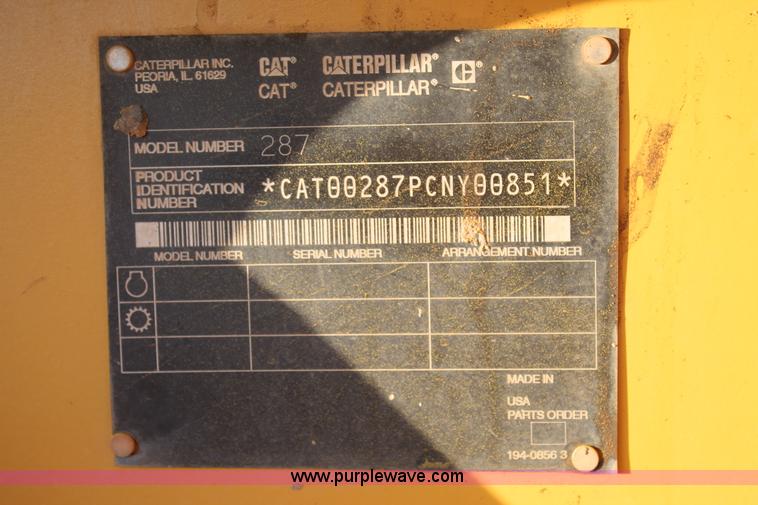 CATERPILLAR INC.
PEORIA, IL. 61629
USA
CAT® CATERPILLAR® C®
CAT® CATERPILLAR®
MODEL NUMBER 287
PRODUCT
IDENTIFICATION
NUMBER
*CAT00287PCNY00851*
MODEL NUMBER SERIAL NUMBER ARRANGEMENT NUMBER
MADE IN
USA
PARTS ORDER
194-0856 3
www.purplewave.com